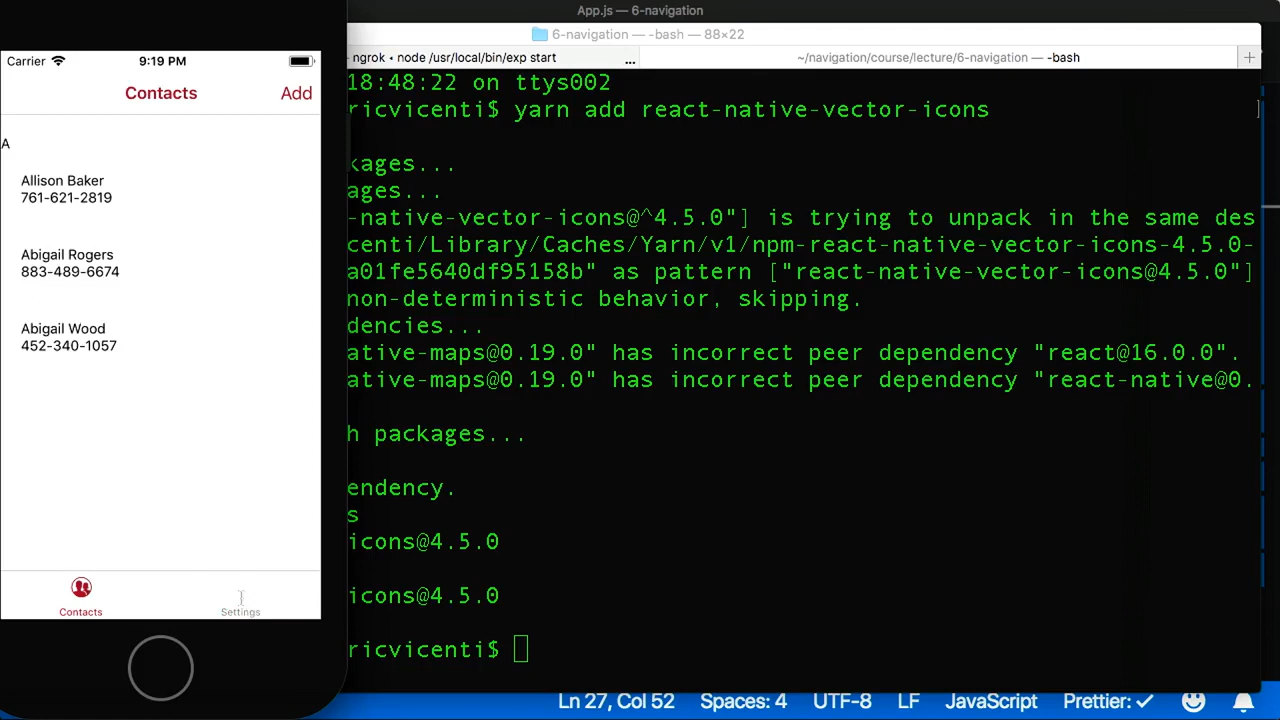 App.js — 6-navigation
6-navigation — -bash — 88×22
ngrok • node /usr/local/bin/exp start
...
~/navigation/course/lecture/6-navigation — -bash
+
Carrier
9:19 PM
Contacts
Add
A
Allison Baker
761-621-2819
Abigail Rogers
883-489-6674
Abigail Wood
452-340-1057
Contacts
Settings
18:48:22 on ttys002
ricvicenti$ yarn add react-native-vector-icons
kages...
ages...
-native-vector-icons@^4.5.0"] is trying to unpack in the same des
centi/Library/Caches/Yarn/v1/npm-react-native-vector-icons-4.5.0-
a01fe5640df95158b" as pattern ["react-native-vector-icons@4.5.0"]
non-deterministic behavior, skipping.
dencies...
ative-maps@0.19.0" has incorrect peer dependency "react@16.0.0".
ative-maps@0.19.0" has incorrect peer dependency "react-native@0.
h packages...
endency.
s
icons@4.5.0
icons@4.5.0
ricvicenti$
Ln 27, Col 52
Spaces: 4
UTF-8
LF
JavaScript
Prettier: ✓